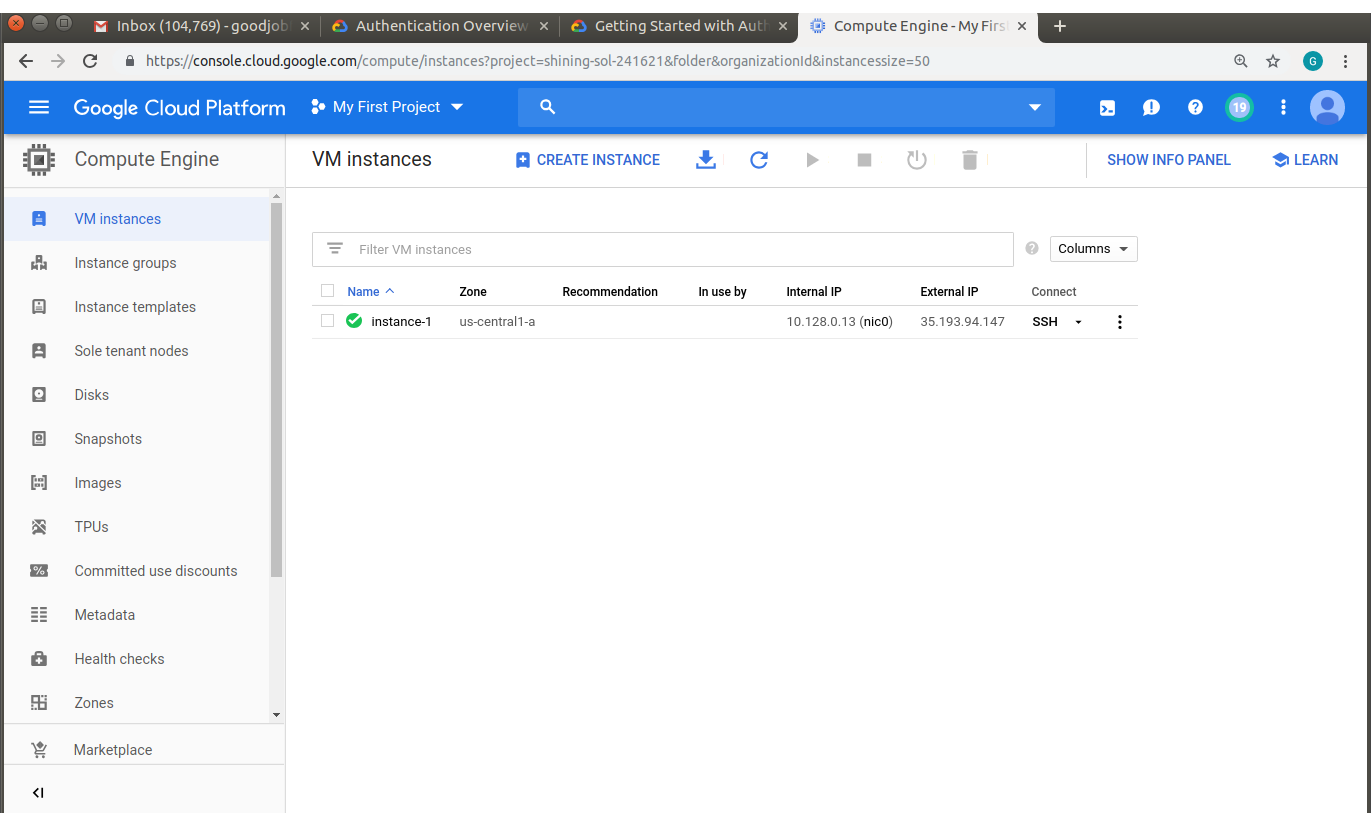 Inbox (104,769) - goodjob
Authentication Overview
Getting Started with Auth
Compute Engine - My First
https://console.cloud.google.com/compute/instances?project=shining-sol-241621&folder&organizationId&instancessize=50
G
Google Cloud Platform My First Project 19
Compute Engine
VM instances CREATE INSTANCE SHOW INFO PANEL LEARN
VM instances
Instance groups
Instance templates
Sole tenant nodes
Disks
Snapshots
Images
TPUs
Committed use discounts
Metadata
Health checks
Zones
Marketplace
Filter VM instances Columns
Name Zone Recommendation In use by Internal IP External IP Connect
instance-1 us-central1-a 10.128.0.13 (nic0) 35.193.94.147 SSH